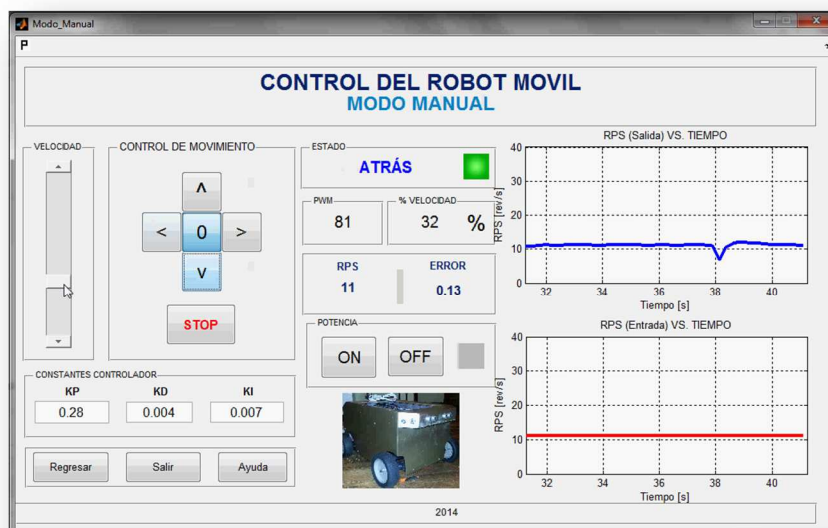 Modo_Manual
P
CONTROL DEL ROBOT MOVIL
MODO MANUAL
VELOCIDAD
CONTROL DE MOVIMIENTO
^
<
0
>
v
STOP
CONSTANTES CONTROLADOR
KP
KD
KI
0.28
0.004
0.007
Regresar
Salir
Ayuda
ESTADO
ATRÁS
PWM
81
% VELOCIDAD
32 %
RPS
ERROR
11
0.13
POTENCIA
ON
OFF
RPS (Salida) VS. TIEMPO
RPS [rev/s]
40
30
20
10
0
32 34 36 38 40
Tiempo [s]
RPS (Entrada) VS. TIEMPO
RPS [rev/s]
40
30
20
10
0
32 34 36 38 40
Tiempo [s]
2014